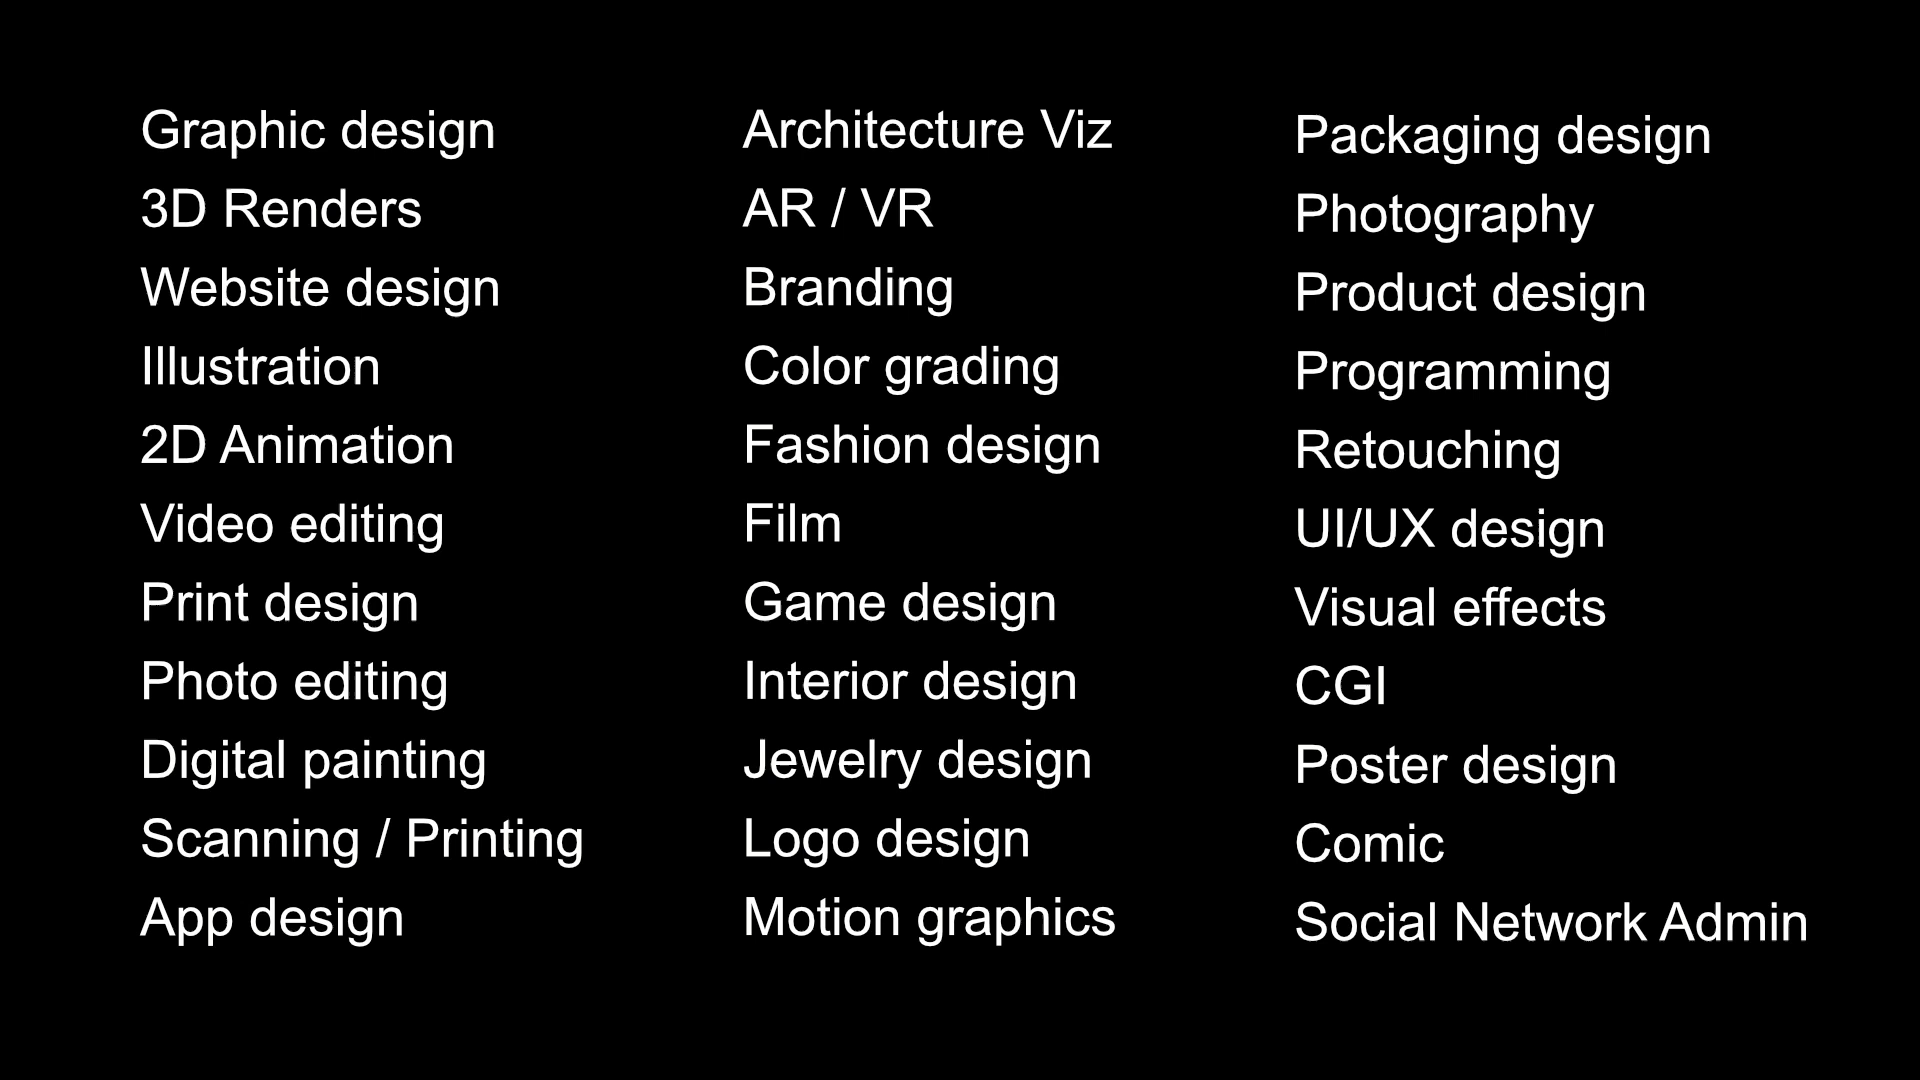 Graphic design
3D Renders
Website design
Illustration
2D Animation
Video editing
Print design
Photo editing
Digital painting
Scanning / Printing
App design
Architecture Viz
AR / VR
Branding
Color grading
Fashion design
Film
Game design
Interior design
Jewelry design
Logo design
Motion graphics
Packaging design
Photography
Product design
Programming
Retouching
UI/UX design
Visual effects
CGI
Poster design
Comic
Social Network Admin